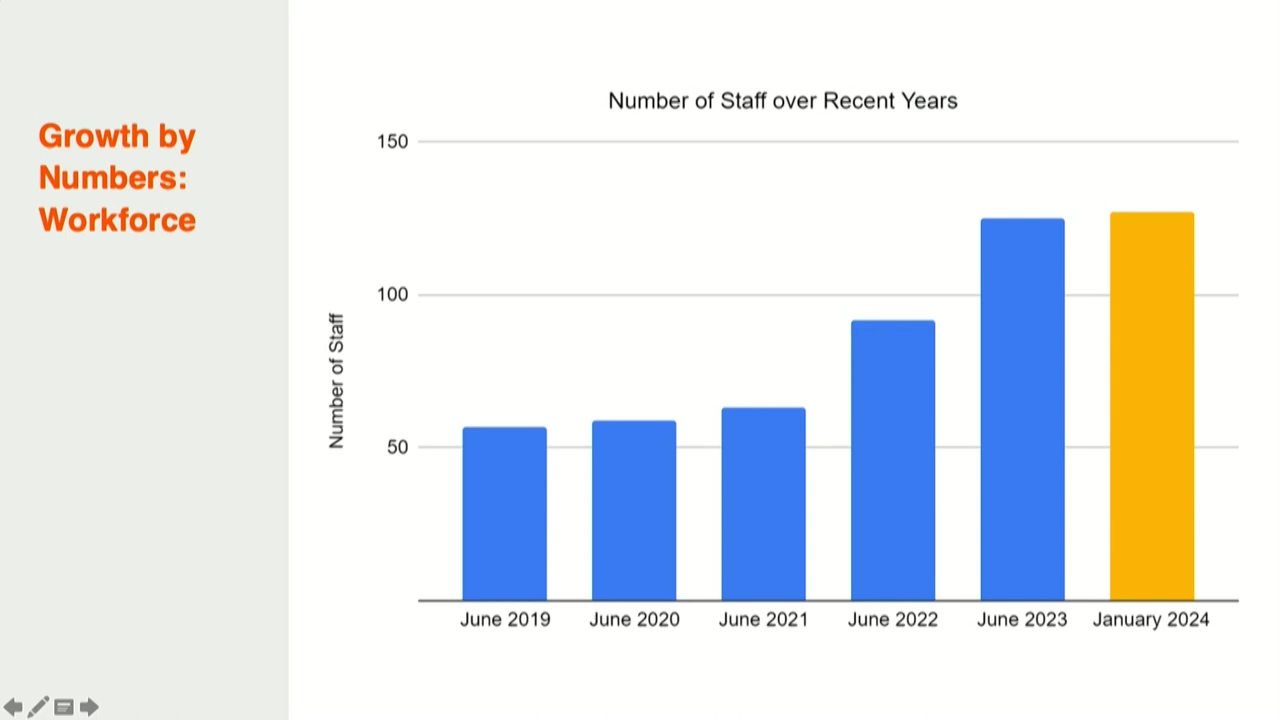 Growth by
Numbers:
Workforce
Number of Staff over Recent Years
150
100
50
Number of Staff
June 2019
June 2020
June 2021
June 2022
June 2023
January 2024